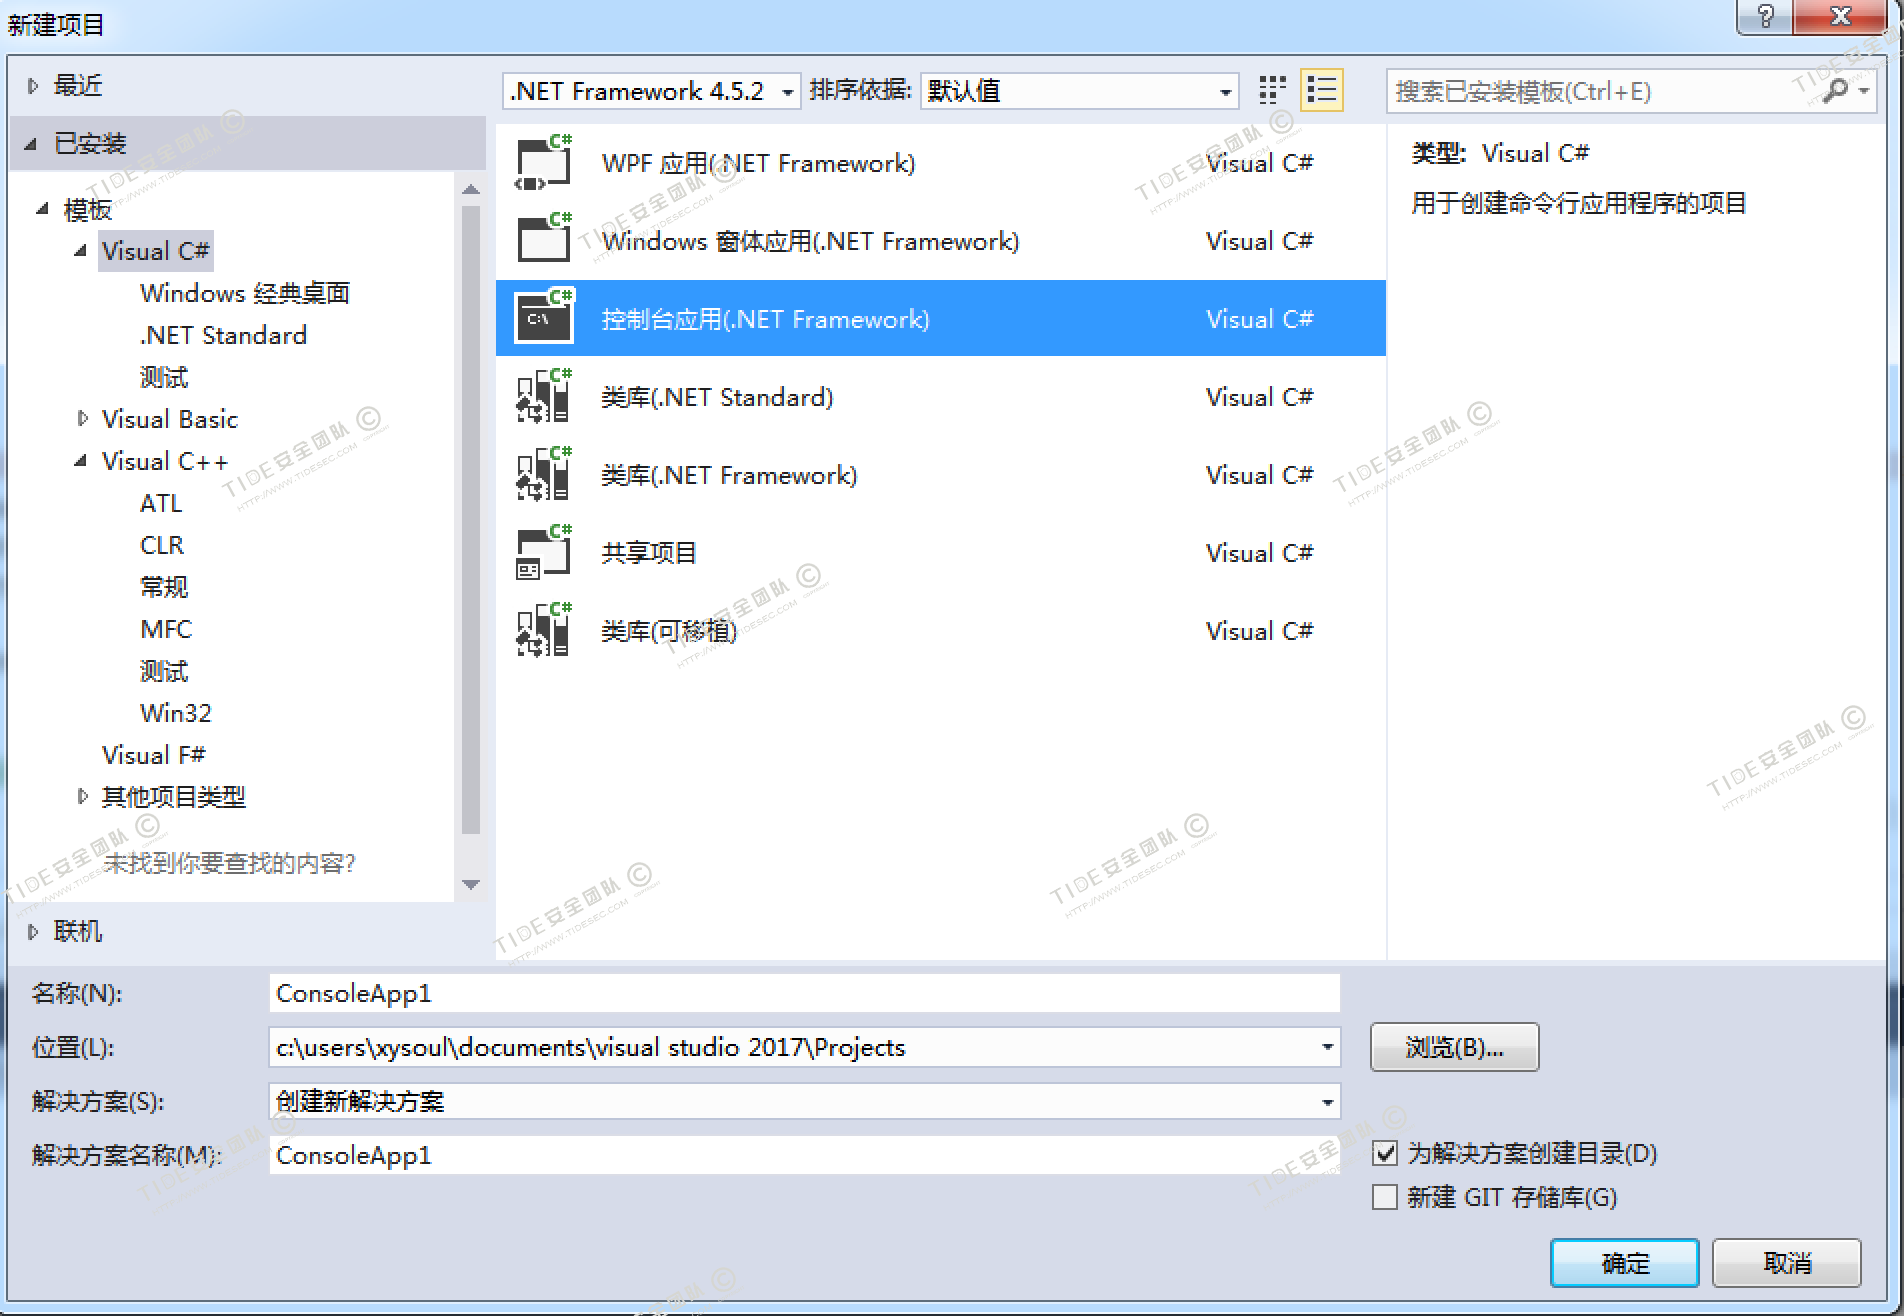 新建项目
最近
.NET Framework 4.5.2 排序依据: 默认值
搜索已安装模板(Ctrl+E)
已安装
模板
Visual C#
Windows 经典桌面
.NET Standard
测试
Visual Basic
Visual C++
ATL
CLR
常规
MFC
测试
Win32
Visual F#
其他项目类型
未找到你要查找的内容?
联机
WPF 应用(.NET Framework) Visual C#
Windows 窗体应用(.NET Framework) Visual C#
控制台应用(.NET Framework) Visual C#
类库(.NET Standard) Visual C#
类库(.NET Framework) Visual C#
共享项目 Visual C#
类库(可移植) Visual C#
类型: Visual C#
用于创建命令行应用程序的项目
名称(N): ConsoleApp1
位置(L): c:\users\xysoul\documents\visual studio 2017\Projects 浏览(B)...
解决方案(S): 创建新解决方案
解决方案名称(M): ConsoleApp1
为解决方案创建目录(D)
新建 GIT 存储库(G)
确定 取消
TIDE安全团队 ©
HTTP://WWW.TIDESEC.COM